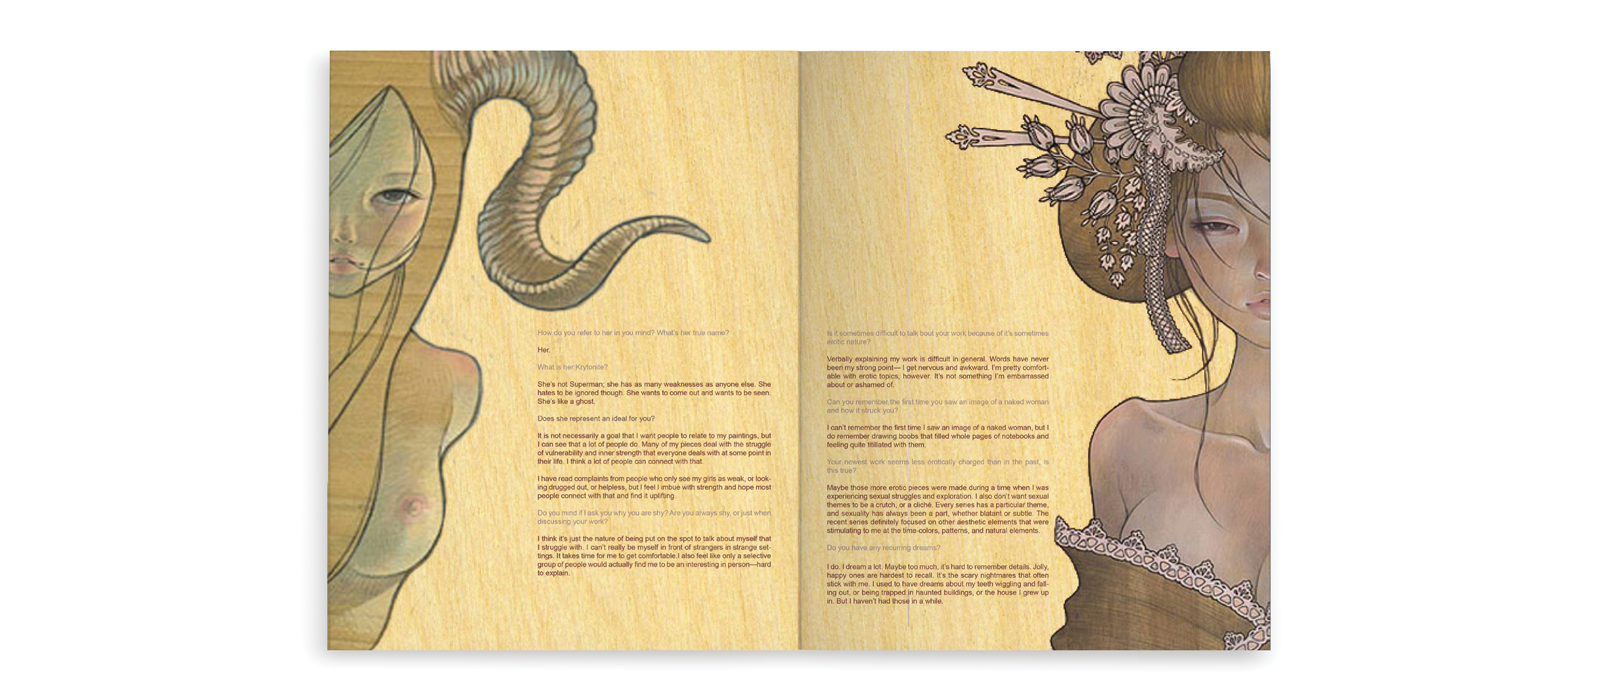 How do you refer to her in you mind? What's her true name?
Her.
What is her Krytonite?
She's not Superman; she has as many weaknesses as anyone else. She
hates to be ignored though. She wants to come out and wants to be seen.
She's like a ghost.
Does she represent an ideal for you?
It is not necessarily a goal that I want people to relate to my paintings, but
I can see that a lot of people do. Many of my pieces deal with the struggle
of vulnerability and inner strength that everyone deals with at some point in
their life. I think a lot of people can connect with that.
I have read complaints from people who only see my girls as weak, or look-
ing drugged out, or helpless, but I feel I imbue with strength and hope most
people connect with that and find it uplifting.
Do you mind if I ask you why you are shy? Are you always shy, or just when
discussing your work?
I think it's just the nature of being put on the spot to talk about myself that
I struggle with. I can't really be myself in front of strangers in strange set-
tings. It takes time for me to get comfortable.I also feel like only a selective
group of people would actually find me to be an interesting in person—hard
to explain.
Is it sometimes difficult to talk bout your work because of it's sometimes
erotic nature?
Verbally explaining my work is difficult in general. Words have never
been my strong point— I get nervous and awkward. I'm pretty comfort-
able with erotic topics, however. It's not something I'm embarrassed
about or ashamed of.
Can you remember the first time you saw an image of a naked woman
and how it struck you?
I can't remember the first time I saw an image of a naked woman, but I
do remember drawing boobs that filled whole pages of notebooks and
feeling quite titillated with them.
Your newest work seems less erotically charged than in the past, is
this true?
Maybe those more erotic pieces were made during a time when I was
experiencing sexual struggles and exploration. I also don't want sexual
themes to be a crutch, or a cliché. Every series has a particular theme,
and sexuality has always been a part, whether blatant or subtle. The
recent series definitely focused on other aesthetic elements that were
stimulating to me at the time-colors, patterns, and natural elements.
Do you have any recurring dreams?
I do. I dream a lot. Maybe too much, it's hard to remember details. Jolly,
happy ones are hardest to recall. It's the scary nightmares that often
stick with me. I used to have dreams about my teeth wiggling and fall-
ing out, or being trapped in haunted buildings, or the house I grew up
in. But I haven't had those in a while.